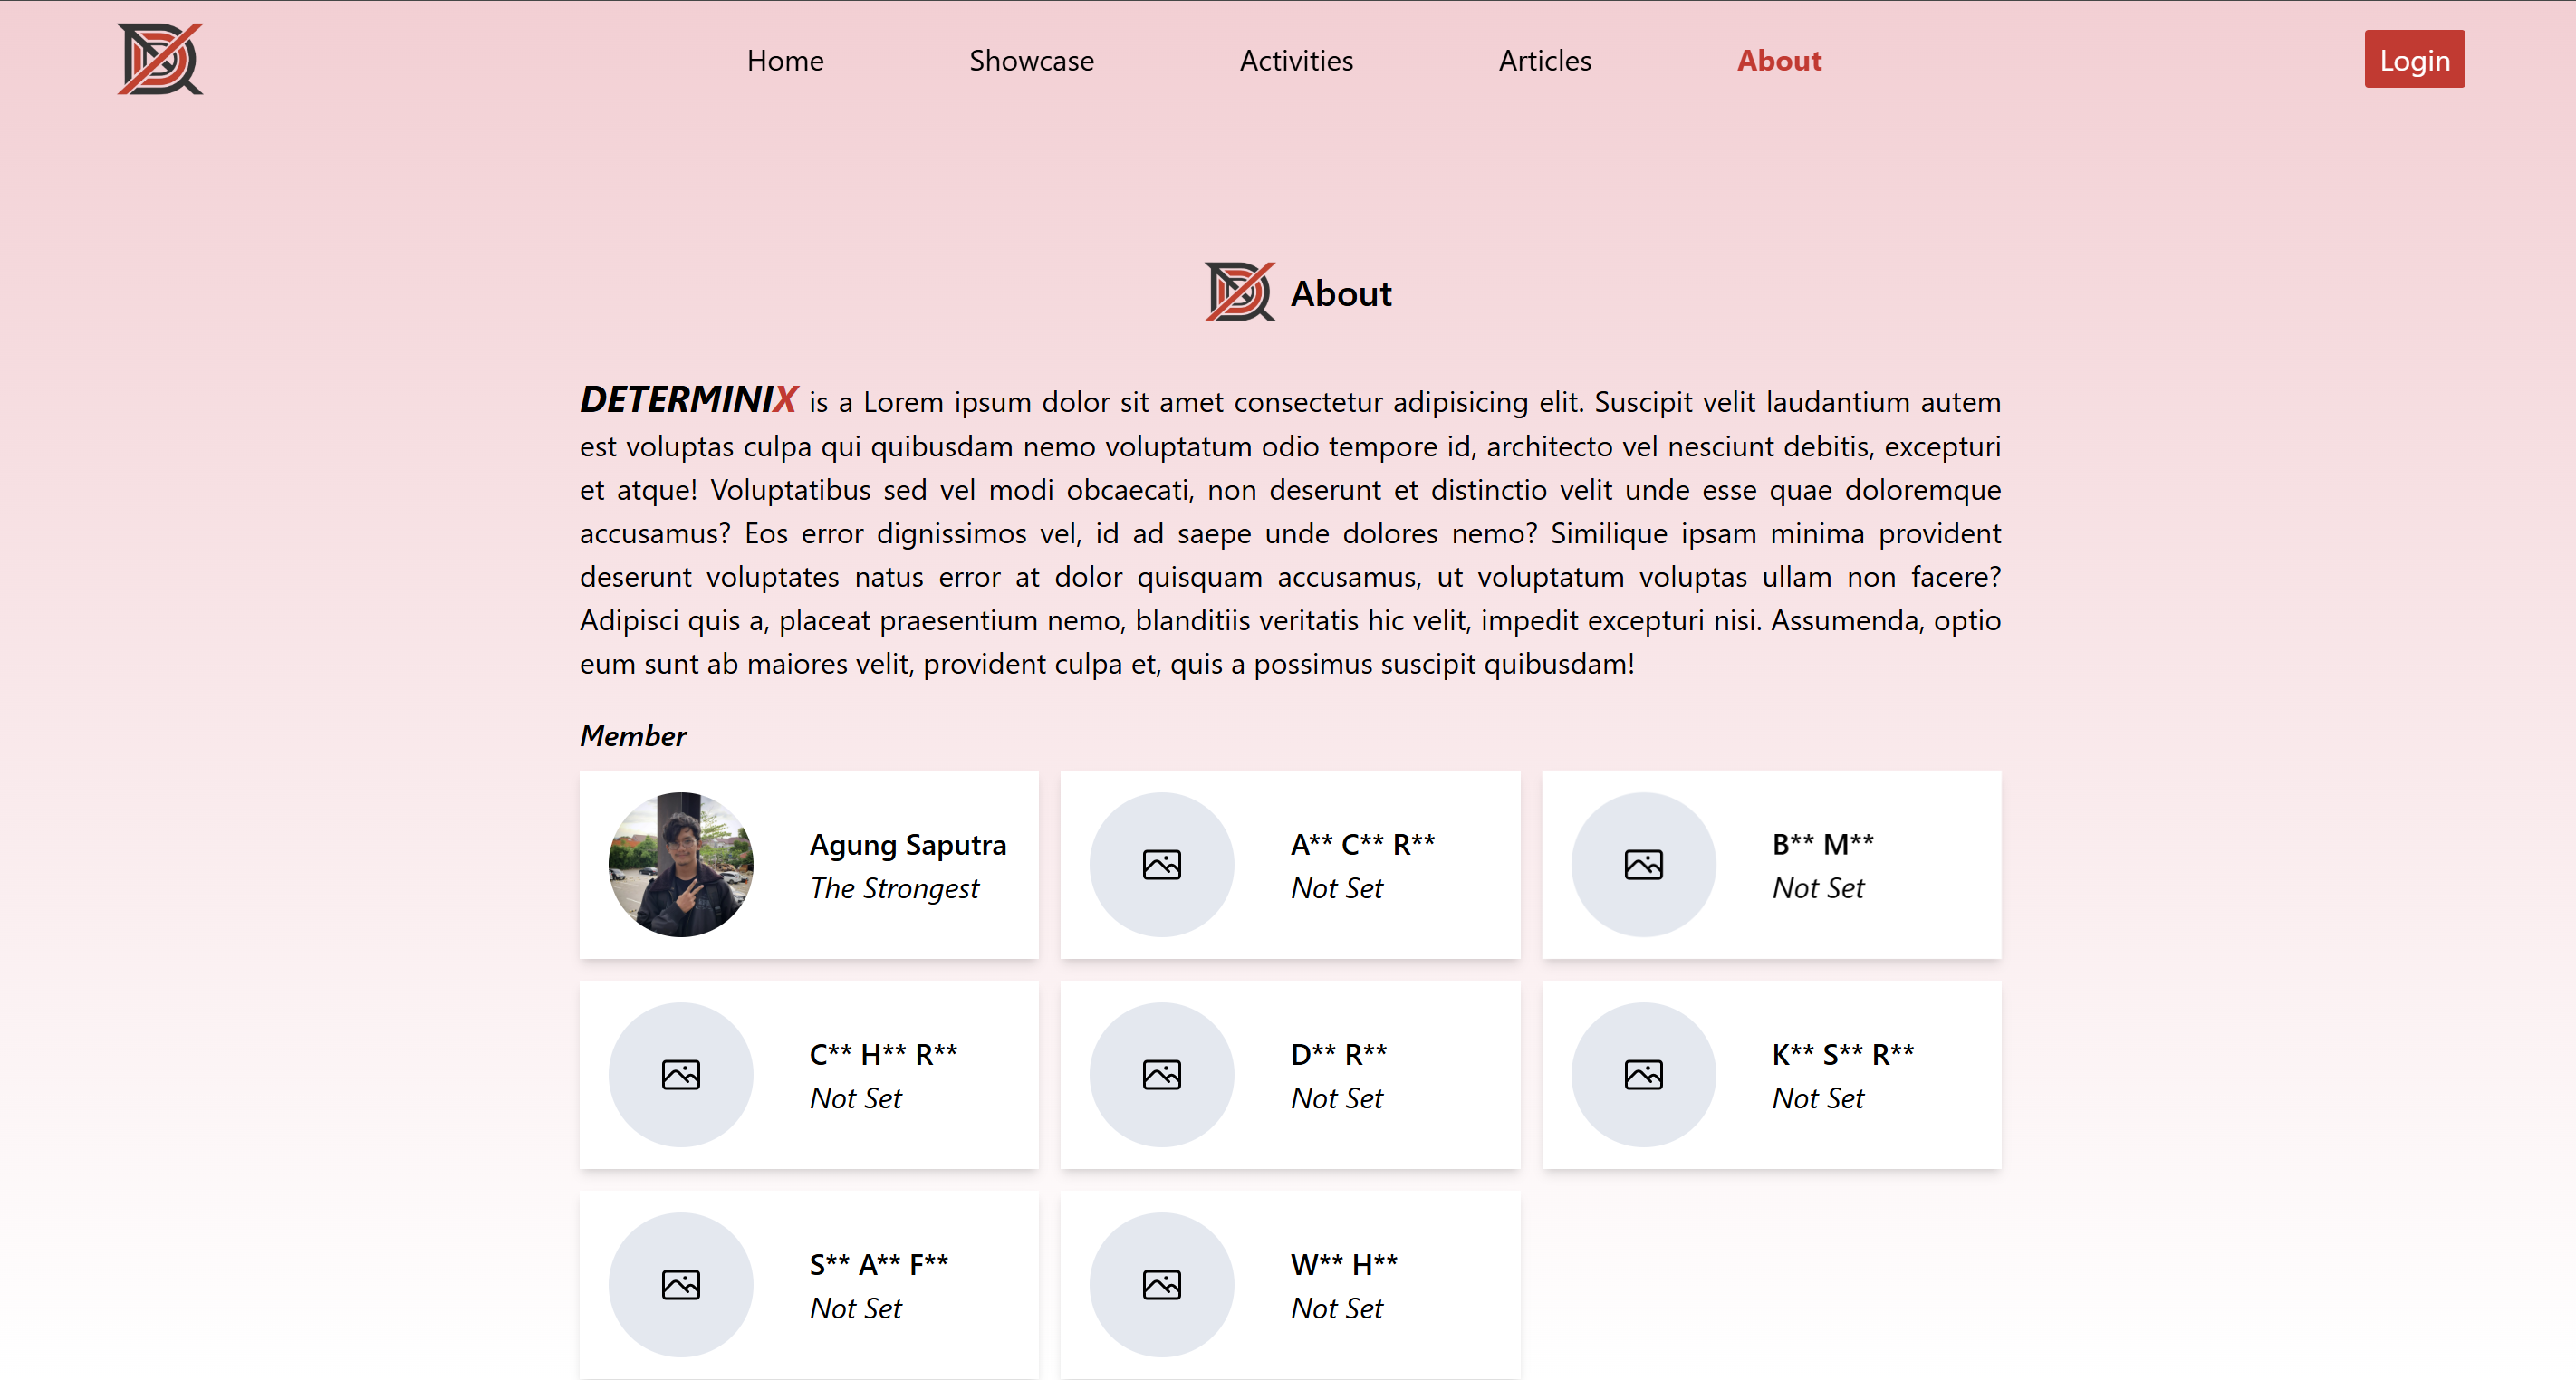 Home Showcase Activities Articles About Login
About
DETERMINIX is a Lorem ipsum dolor sit amet consectetur adipisicing elit. Suscipit velit laudantium autem
est voluptas culpa qui quibusdam nemo voluptatum odio tempore id, architecto vel nesciunt debitis, excepturi
et atque! Voluptatibus sed vel modi obcaecati, non deserunt et distinctio velit unde esse quae doloremque
accusamus? Eos error dignissimos vel, id ad saepe unde dolores nemo? Similique ipsam minima provident
deserunt voluptates natus error at dolor quisquam accusamus, ut voluptatum voluptas ullam non facere?
Adipisci quis a, placeat praesentium nemo, blanditiis veritatis hic velit, impedit excepturi nisi. Assumenda, optio
eum sunt ab maiores velit, provident culpa et, quis a possimus suscipit quibusdam!
Member
Agung Saputra
The Strongest
A** C** R**
Not Set
B** M**
Not Set
C** H** R**
Not Set
D** R**
Not Set
K** S** R**
Not Set
S** A** F**
Not Set
W** H**
Not Set